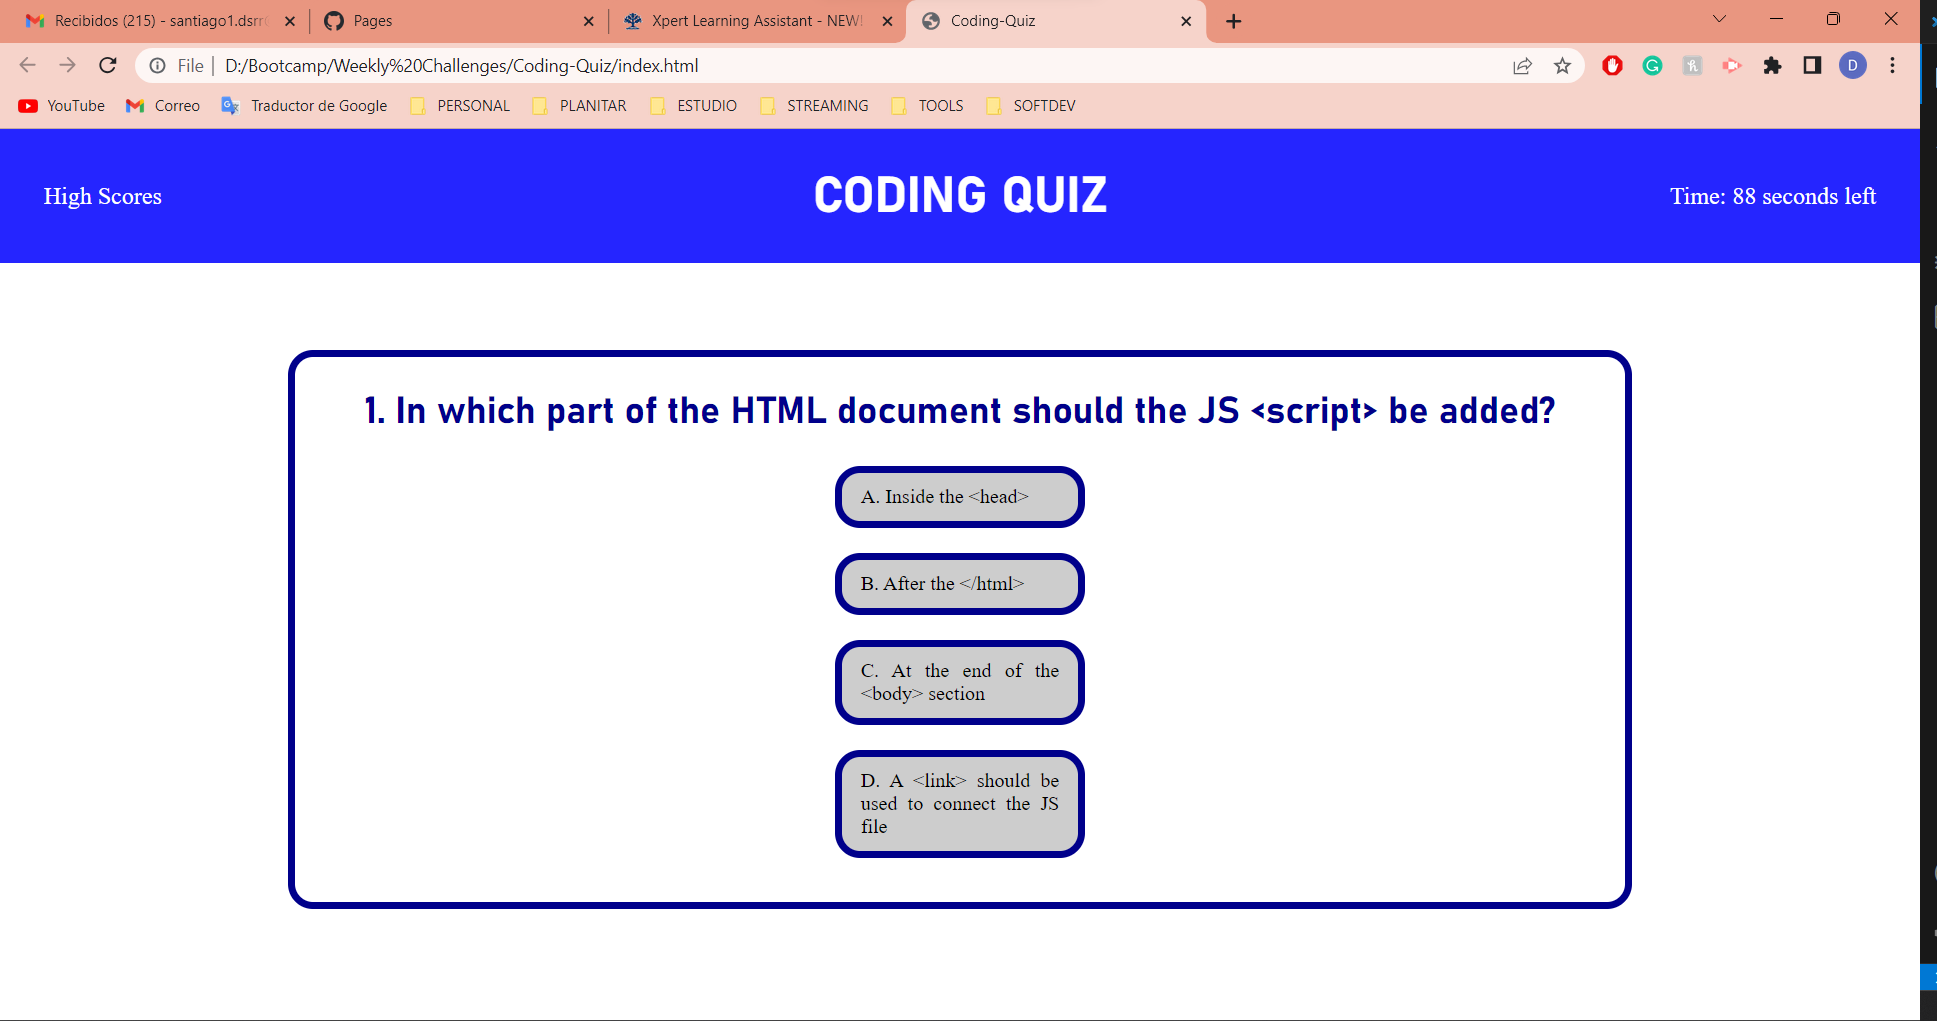 Recibidos (215) - santiago1.dsrr
Pages
Xpert Learning Assistant - NEW!
Coding-Quiz
File
D:/Bootcamp/Weekly%20Challenges/Coding-Quiz/index.html
D
YouTube
Correo
Traductor de Google
PERSONAL
PLANITAR
ESTUDIO
STREAMING
TOOLS
SOFTDEV
High Scores
CODING QUIZ
Time: 88 seconds left
1. In which part of the HTML document should the JS <script> be added?
A. Inside the <head>
B. After the </html>
C. At the end of the
<body> section
D. A <link> should be
used to connect the JS
file